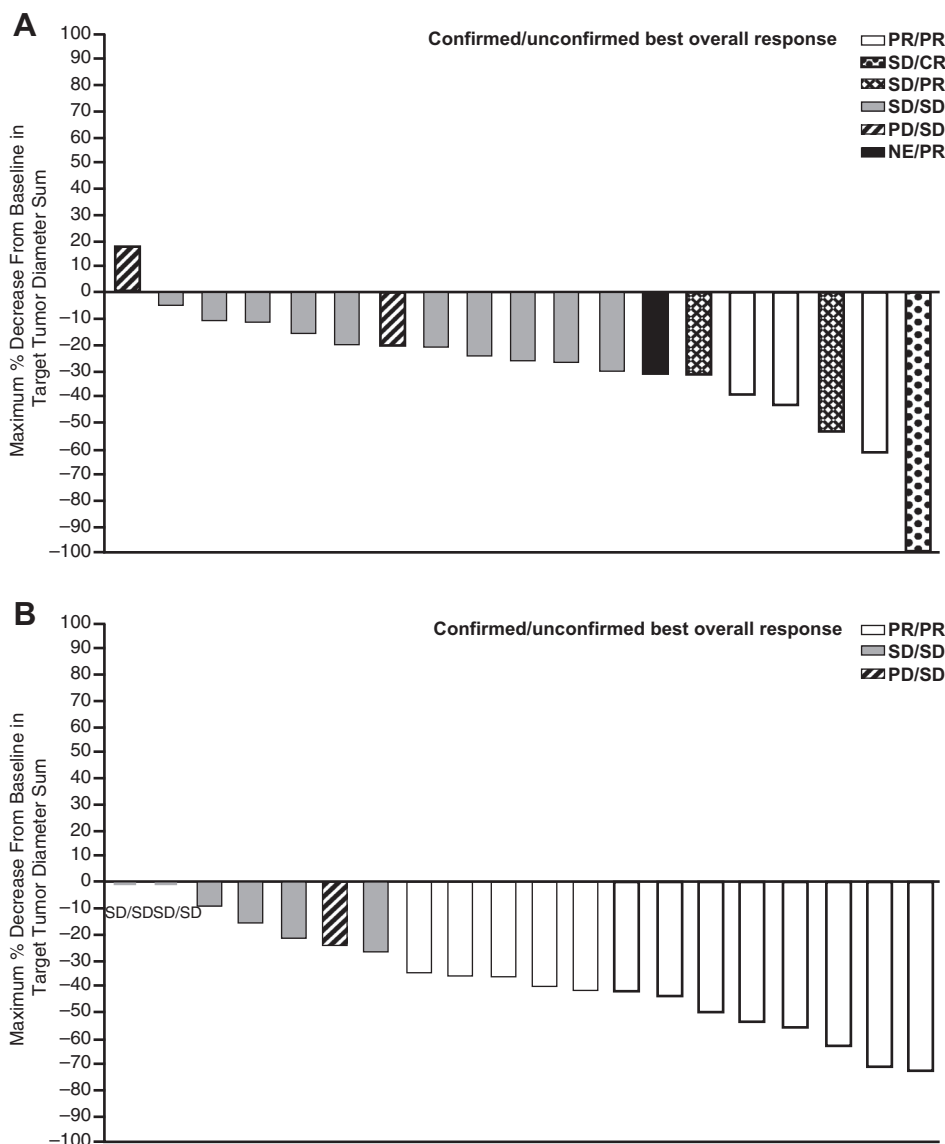 A
Confirmed/unconfirmed best overall response
PR/PR
SD/CR
SD/PR
SD/SD
PD/SD
NE/PR
Maximum % Decrease From Baseline in
Target Tumor Diameter Sum
100
90
80
70
60
50
40
30
20
10
0
–10
–20
–30
–40
–50
–60
–70
–80
–90
–100
B
Confirmed/unconfirmed best overall response
PR/PR
SD/SD
PD/SD
Maximum % Decrease From Baseline in
Target Tumor Diameter Sum
100
90
80
70
60
50
40
30
20
10
0
–10
–20
–30
–40
–50
–60
–70
–80
–90
–100
SD/SD SD/SD